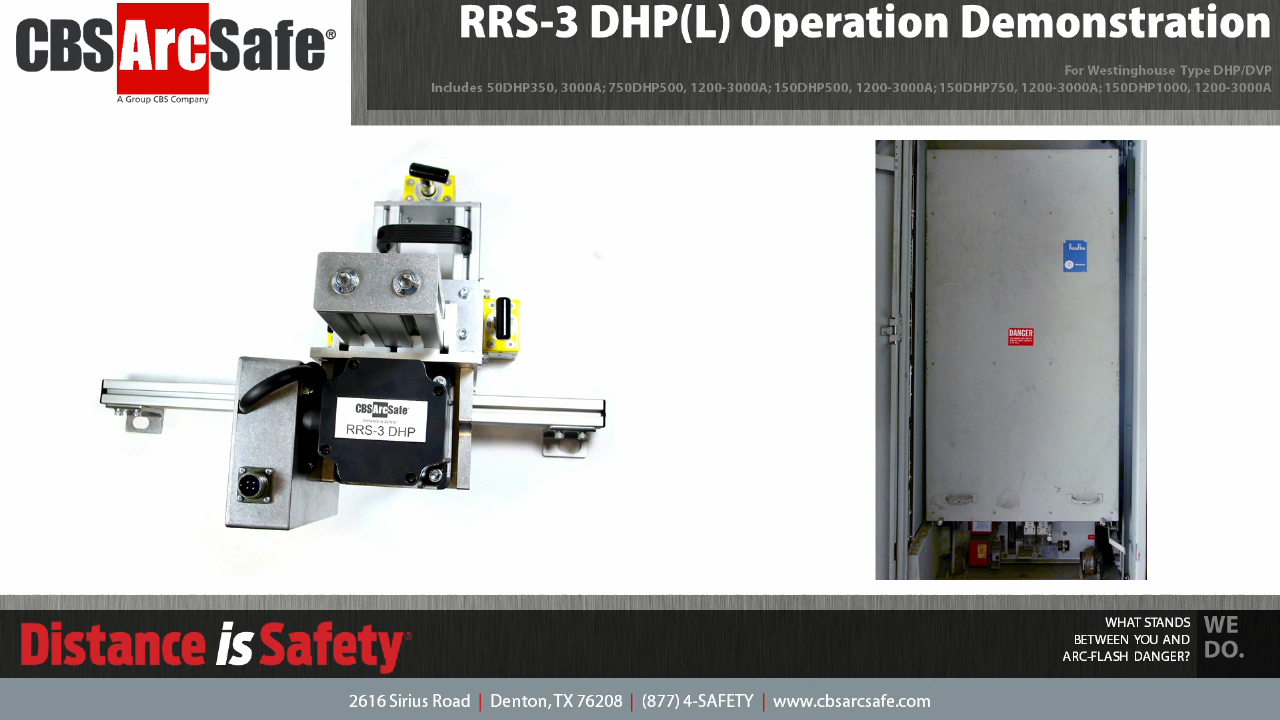 CBSArcSafe®
A Group CBS Company
RRS-3 DHP(L) Operation Demonstration
For Westinghouse Type DHP/DVP
Includes 50DHP350, 3000A; 750DHP500, 1200-3000A; 150DHP500, 1200-3000A; 150DHP750, 1200-3000A; 150DHP1000, 1200-3000A
CBSArcSafe®
Distance is Safety
RRS-3 DHP
DANGER
Distance is Safety®
WHAT STANDS
BETWEEN YOU AND
ARC-FLASH DANGER?
WE
DO.
2616 Sirius Road | Denton, TX 76208 | (877) 4-SAFETY | www.cbsarcsafe.com